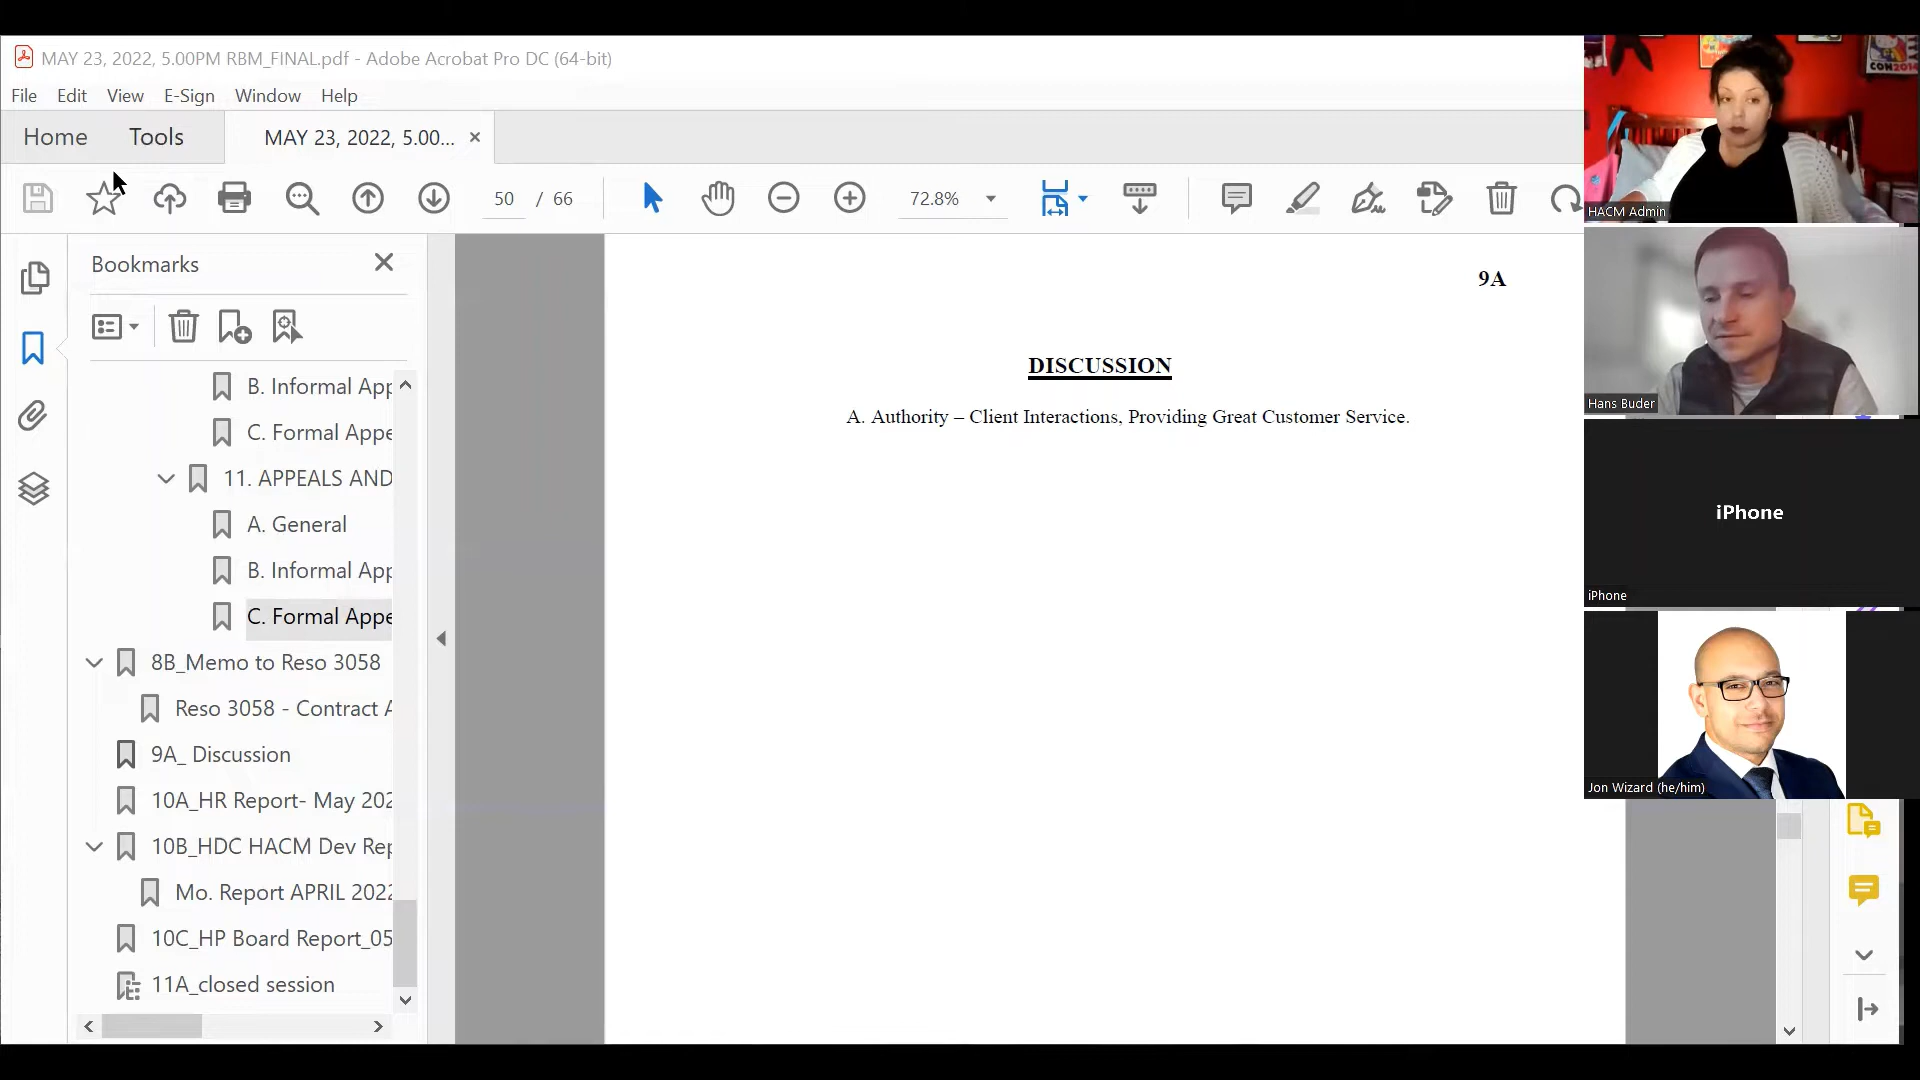 MAY 23, 2022, 5.00PM RBM_FINAL.pdf - Adobe Acrobat Pro DC (64-bit)
File Edit View E-Sign Window Help
Home Tools MAY 23, 2022, 5.00... ×
50 / 66 72.8%
Bookmarks
B. Informal App
C. Formal Appe
11. APPEALS AND
A. General
B. Informal App
C. Formal Appe
8B_Memo to Reso 3058
Reso 3058 - Contract A
9A_ Discussion
10A_HR Report- May 202
10B_HDC HACM Dev Rep
Mo. Report APRIL 2022
10C_HP Board Report_05
11A_closed session
9A
DISCUSSION
A. Authority – Client Interactions, Providing Great Customer Service.
CON2014
HACM Admin
Hans Buder
iPhone
iPhone
Jon Wizard (he/him)